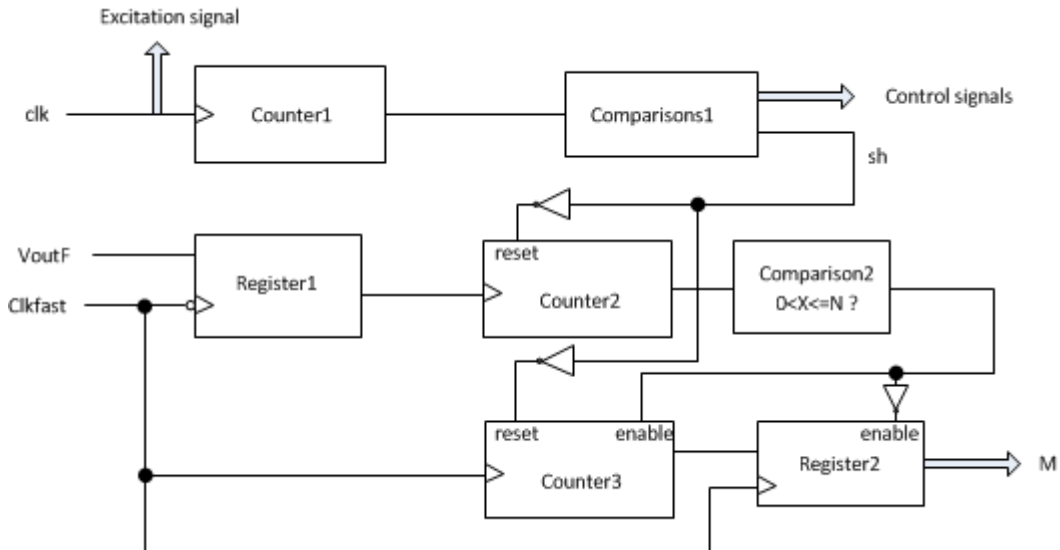 Excitation signal
clk
Counter1
Comparisons1
Control signals
sh
VoutF
Clkfast
Register1
reset
Counter2
Comparison2
0<X<=N ?
reset
enable
Counter3
enable
Register2
M